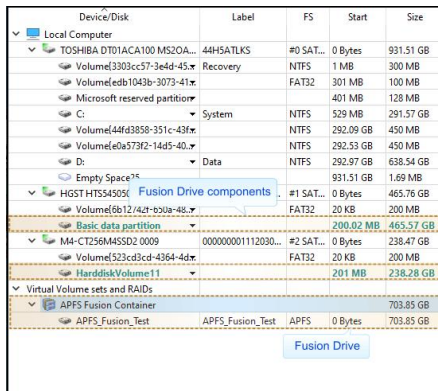 Device/Disk Label FS Start Size
Local Computer
TOSHIBA DT01ACA100 MS2OA... 44H5ATLKS #0 SAT... 0 Bytes 931.51 GB
Volume{3303cc57-3e4d-45... Recovery NTFS 1 MB 300 MB
Volume{edb1043b-3073-41... FAT32 301 MB 100 MB
Microsoft reserved partition 401 MB 128 MB
C: System NTFS 529 MB 291.57 GB
Volume{44fd3858-351c-43f... NTFS 292.09 GB 450 MB
Volume{e0a573f2-14d5-40... NTFS 292.53 GB 450 MB
D: Data NTFS 292.97 GB 638.54 GB
Empty Space25 931.51 GB 1.69 MB
Fusion Drive components
HGST HTS54505 #1 SAT... 0 Bytes 465.76 GB
Volume{6b12742f-650a-48... FAT32 20 KB 200 MB
Basic data partition 200.02 MB 465.57 GB
M4-CT256M4SSD2 0009 000000001112030... #2 SAT... 0 Bytes 238.47 GB
Volume{523cd3cd-4364-4d... FAT32 20 KB 200 MB
HarddiskVolume11 201 MB 238.28 GB
Virtual Volume sets and RAIDs
APFS Fusion Container 703.85 GB
APFS_Fusion_Test APFS_Fusion_Test APFS 0 Bytes 703.85 GB
Fusion Drive